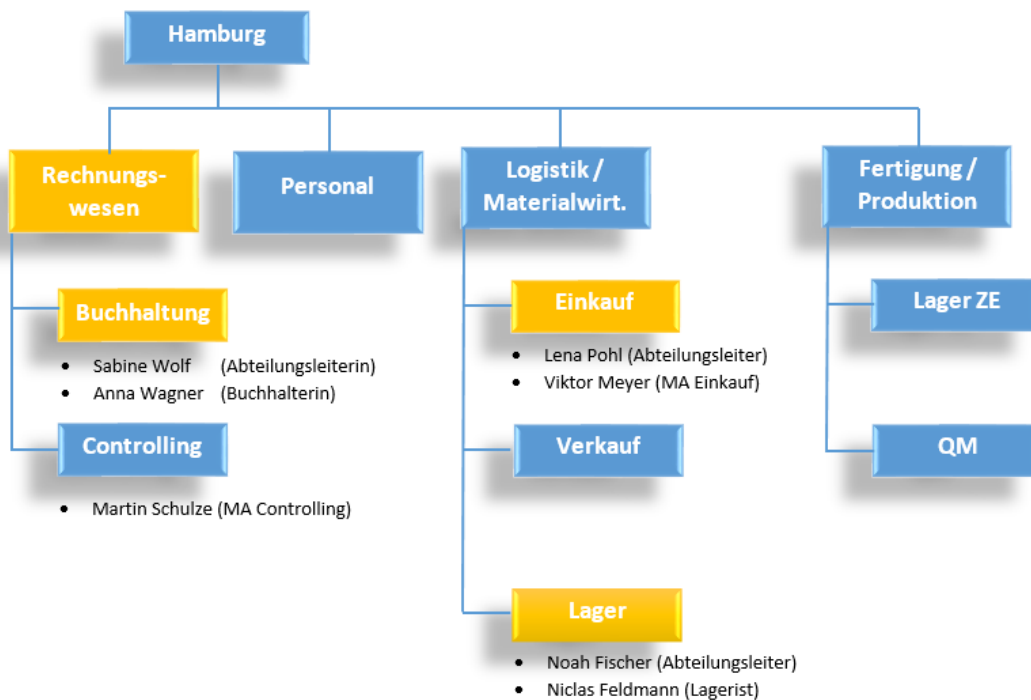 Hamburg
Rechnungs-
wesen
Personal
Logistik /
Materialwirt.
Fertigung /
Produktion
Buchhaltung
• Sabine Wolf (Abteilungsleiterin)
• Anna Wagner (Buchhalterin)
Controlling
• Martin Schulze (MA Controlling)
Einkauf
• Lena Pohl (Abteilungsleiter)
• Viktor Meyer (MA Einkauf)
Verkauf
Lager
• Noah Fischer (Abteilungsleiter)
• Niclas Feldmann (Lagerist)
Lager ZE
QM